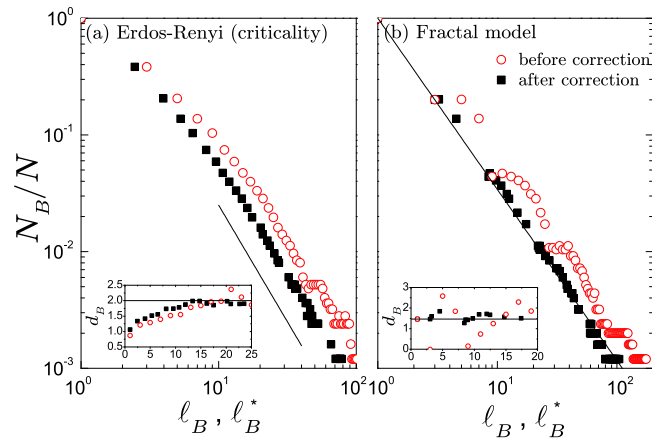 (a) Erdos-Renyi (criticality)
(b) Fractal model
before correction
after correction
N_B/N
10^0
10^-1
10^-2
10^-3
d_B
2.5
2.0
1.5
1.0
0.5
0 5 10 15 20 25
d_B
3
2
1
0
0 5 10 15 20
10^0 10^1 10^2
10^0 10^1 10^2
ℓ_B , ℓ_B^*
ℓ_B , ℓ_B^*